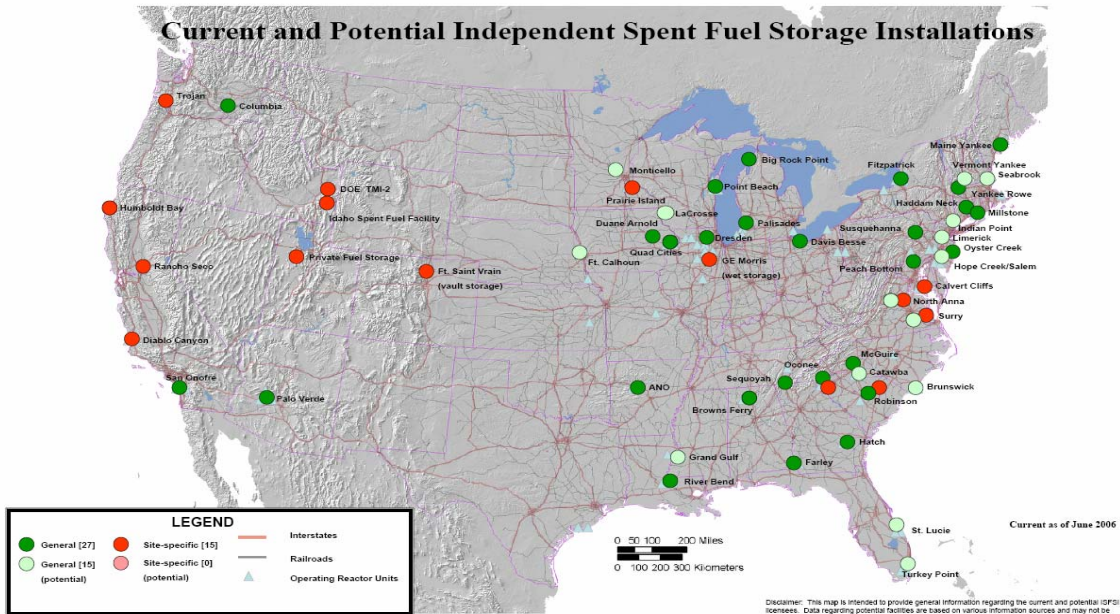 Current and Potential Independent Spent Fuel Storage Installations
Trojan
Columbia
Maine Yankee
Big Rock Point
Fitzpatrick
Vermont Yankee
Monticello
Seabrook
DOE: TMI-2
Point Beach
Yankee Rowe
Prairie Island
Haddam Neck
Idaho Spent Fuel Facility
Humboldt Bay
LaCrosse
Millstone
Duane Arnold
Palisades
Indian Point
Susquehanna
Dresden
Limerick
Davis Besse
Oyster Creek
Quad Cities
Private Fuel Storage
GE Morris
(wet storage)
Ft. Calhoun
Hope Creek/Salem
Peach Bottom
Rancho Seco
Ft. Saint Vrain
(vault storage)
Calvert Cliffs
North Anna
Surry
Diablo Canyon
McGuire
Oconee
Catawba
San Onofre
Sequoyah
ANO
Brunswick
Palo Verde
Robinson
Browns Ferry
Hatch
Grand Gulf
Farley
River Bend
LEGEND
General [27]
Site-specific [15]
Interstates
General [15]
(potential)
Site-specific [0]
(potential)
Railroads
Operating Reactor Units
Current as of June 2006
St. Lucie
0 50 100 200 Miles
0 100 200 300 Kilometers
Turkey Point
Disclaimer: This map is intended to provide general information regarding the current and potential ISFSI
licensees. Data regarding potential facilities are based on various information sources and may not be